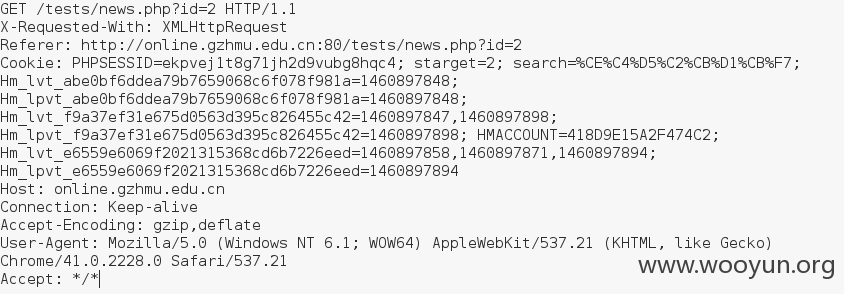 GET /tests/news.php?id=2 HTTP/1.1
X-Requested-With: XMLHttpRequest
Referer: http://online.gzhmu.edu.cn:80/tests/news.php?id=2
Cookie: PHPSESSID=ekpvej1t8g71jh2d9vubg8hqc4; starget=2; search=%CE%C4%D5%C2%CB%D1%CB%F7;
Hm_lvt_abe0bf6ddea79b7659068c6f078f981a=1460897848;
Hm_lpvt_abe0bf6ddea79b7659068c6f078f981a=1460897848;
Hm_lvt_f9a37ef31e675d0563d395c826455c42=1460897847,1460897898;
Hm_lpvt_f9a37ef31e675d0563d395c826455c42=1460897898; HMACCOUNT=418D9E15A2F474C2;
Hm_lvt_e6559e6069f2021315368cd6b7226eed=1460897858,1460897871,1460897894;
Hm_lpvt_e6559e6069f2021315368cd6b7226eed=1460897894
Host: online.gzhmu.edu.cn
Connection: Keep-alive
Accept-Encoding: gzip,deflate
User-Agent: Mozilla/5.0 (Windows NT 6.1; WOW64) AppleWebKit/537.21 (KHTML, like Gecko)
Chrome/41.0.2228.0 Safari/537.21
Accept: */*
www.wooyun.org